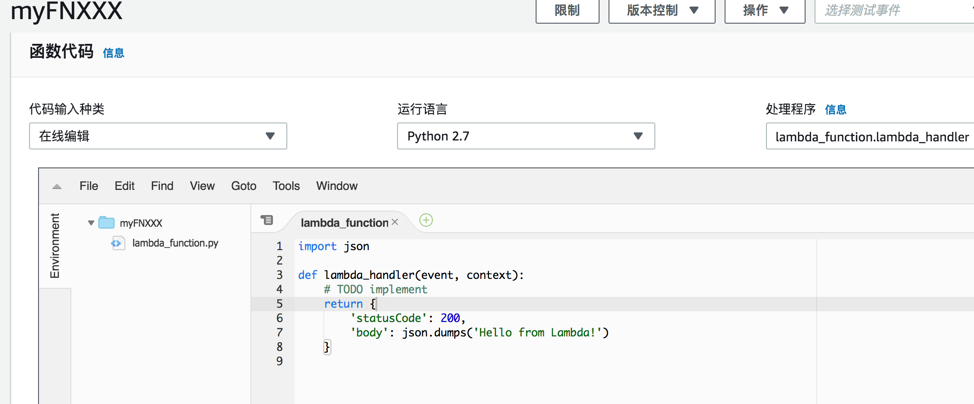 myFNXXX
限制
版本控制
操作
选择测试事件
函数代码 信息
代码输入种类
运行语言
处理程序 信息
在线编辑
Python 2.7
lambda_function.lambda_handler
File Edit Find View Goto Tools Window
Environment
myFNXXX
lambda_function.py
lambda_function
1 import json
2
3 def lambda_handler(event, context):
4 # TODO implement
5 return {
6 'statusCode': 200,
7 'body': json.dumps('Hello from Lambda!')
8 }
9